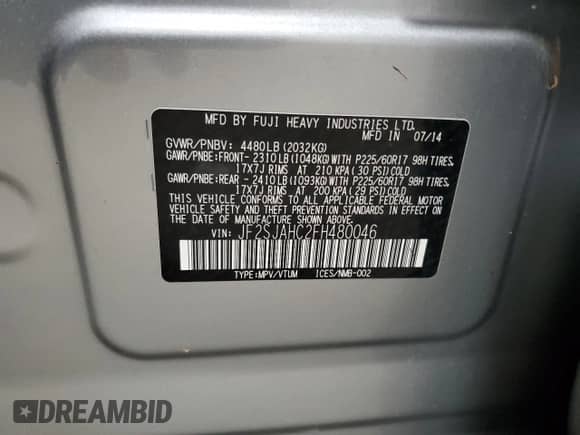 MFD BY FUJI HEAVY INDUSTRIES LTD.
MFD IN 07/14
GVWR/PNBV: 4480LB(2032KG)
GAWR/PNBE:FRONT- 2310LB(1048KG)WITH P225/60R17 98H TIRES,
17X7J RIMS AT 210 KPA( 30 PSI)COLD
GAWR/PNBE:REAR - 2410LB(1093KG)WITH P225/60R17 98H TIRES,
17X7J RIMS AT 200 KPA( 29 PSI)COLD
THIS VEHICLE CONFORMS TO ALL APPLICABLE FEDERAL MOTOR
VEHICLE SAFETY STANDARDS IN EFFECT ON THE DATE OF
MANUFACTURE SHOWN ABOVE.
VIN: JF2SJAHC2FH480046
TYPE:MPV/VTUM ICES/NMB-002
DREAMBID